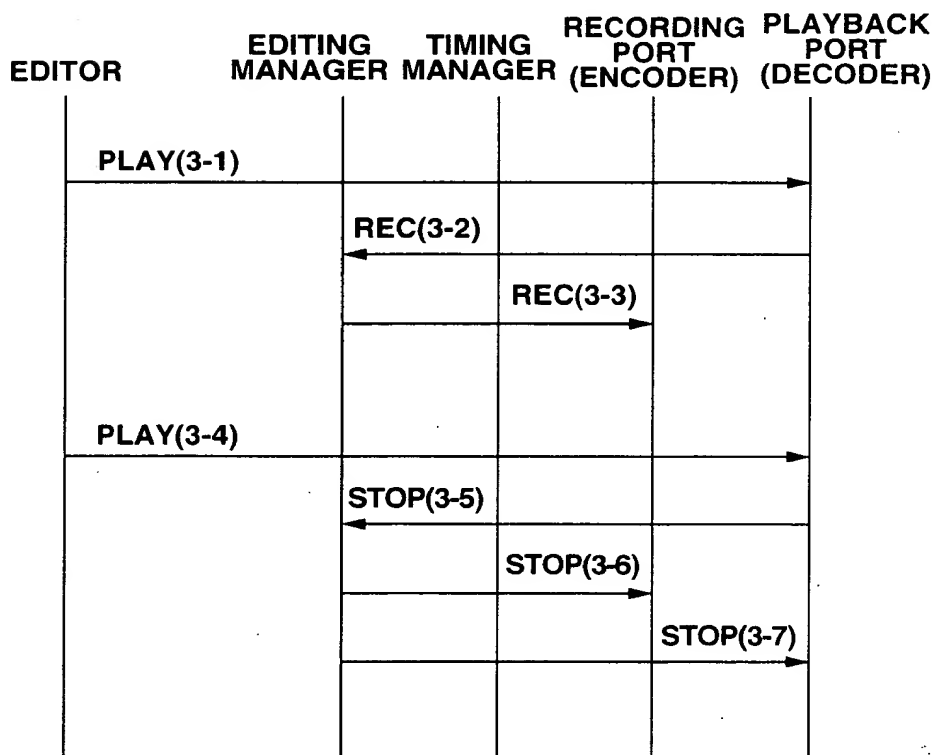 EDITOR
EDITING
MANAGER
TIMING
MANAGER
RECORDING
PORT
(ENCODER)
PLAYBACK
PORT
(DECODER)
PLAY(3-1)
REC(3-2)
REC(3-3)
PLAY(3-4)
STOP(3-5)
STOP(3-6)
STOP(3-7)